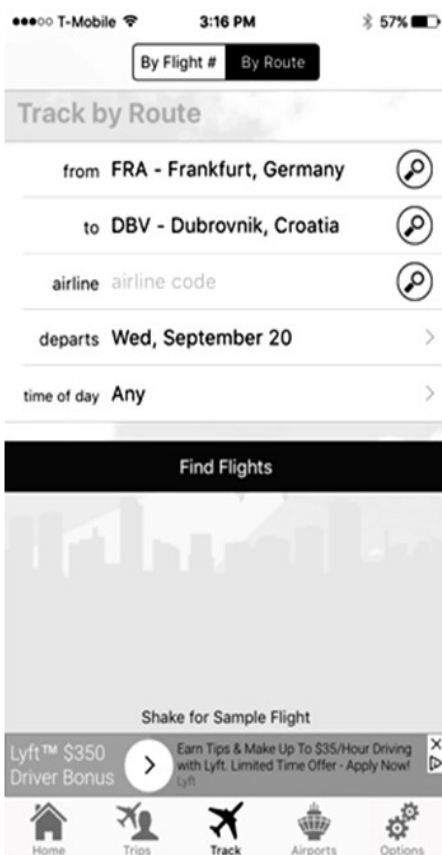 T-Mobile 3:16 PM 57%
By Flight # By Route
Track by Route
from FRA - Frankfurt, Germany
to DBV - Dubrovnik, Croatia
airline airline code
departs Wed, September 20
time of day Any
Find Flights
Shake for Sample Flight
Lyft™ $350
Driver Bonus
Earn Tips & Make Up To $35/Hour Driving
with Lyft. Limited Time Offer - Apply Now!
Lyft
Home Trips Track Airports Options